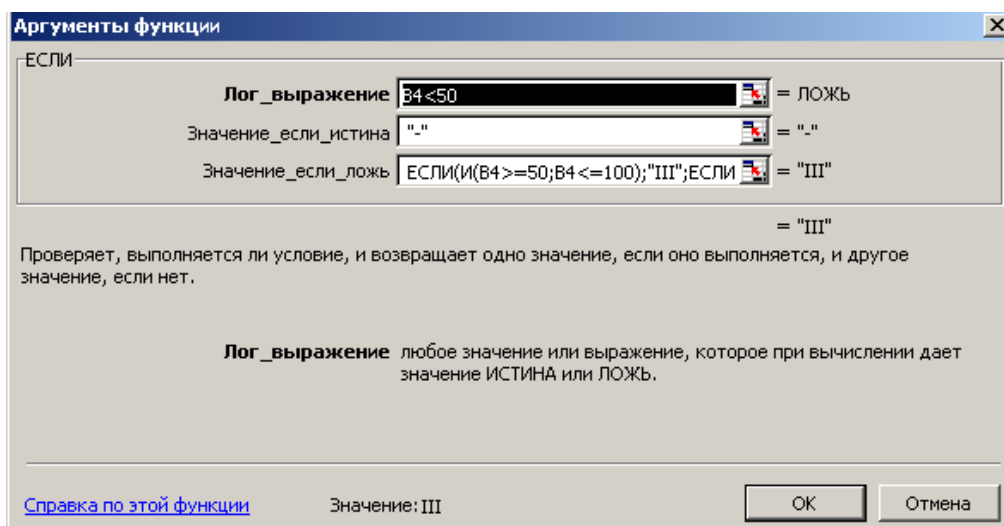 Аргументы функции
ЕСЛИ
Лог_выражение B4<50 = ЛОЖЬ
Значение_если_истина "-" = "-"
Значение_если_ложь ЕСЛИ(И(B4>=50;B4<=100);"III";ЕСЛИ = "III"
= "III"
Проверяет, выполняется ли условие, и возвращает одно значение, если оно выполняется, и другое
значение, если нет.
Лог_выражение любое значение или выражение, которое при вычислении дает
значение ИСТИНА или ЛОЖЬ.
Справка по этой функции Значение: III OK Отмена